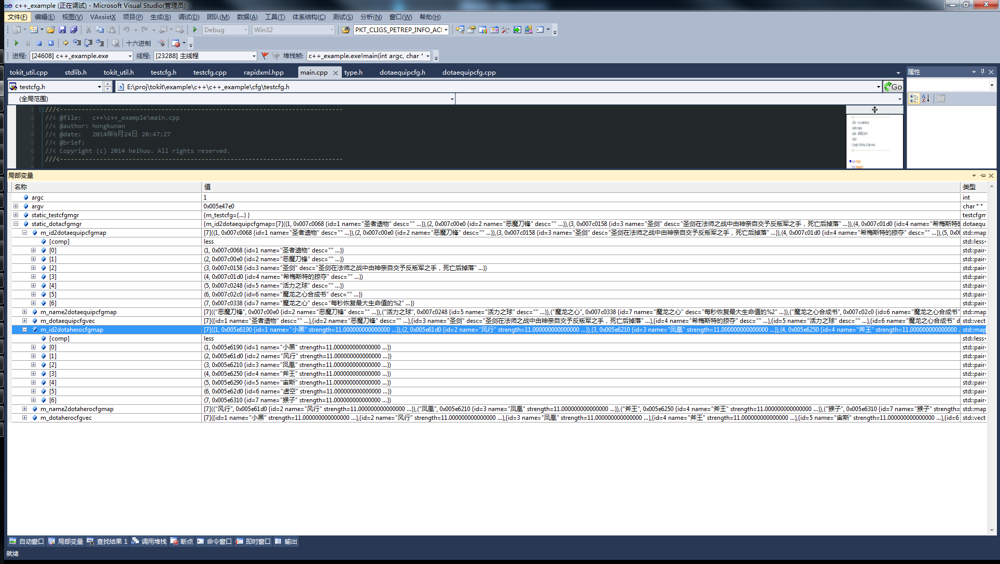 c++_example (正在调试) - Microsoft Visual Studio(管理员)
文件(F) 编辑(E) 视图(V) VAssistX 项目(P) 生成(B) 调试(D) 团队(M) 数据(A) 工具(T) 体系结构(C) 测试(S) 分析(N) 窗口(W) 帮助(H)
Debug Win32 PKT_CLIGS_PETREP_INFO_ACI
十六进制
进程: [24608] c++_example.exe 线程: [23288] 主线程 堆栈帧: c++_example.exe!main(int argc, char *
tokit_util.cpp stdlib.h tokit_util.h testcfg.h testcfg.cpp rapidxml.hpp main.cpp type.h dotaequipcfg.h dotaequipcfg.cpp
属性
testcfg.h E:\proj\tokit\example\c++\c++_example\cfg\testcfg.h Go
(全局范围)
1 ///<-----------------------------------------------------------------------------
2 //< @file: c++\c++_example\main.cpp
3 //< @author: hongkunan
4 //< @date: 2014年9月24日 20:47:27
5 //< @brief:
6 //< Copyright (c) 2014 heihuo. All rights reserved.
7 ///<-----------------------------------------------------------------------------
8
局部变量
名称 值 类型
argc 1 int
argv 0x005e47e0 char * *
static_testcfgmgr {m_testcfg={...} } testcfgm
static_dotacfgmgr {m_id2dotaequipcfgmap=[7]((1, 0x007c0068 {id=1 name="圣者遗物" desc="" ...}),(2, 0x007c00e0 {id=2 name="恶魔刀锋" desc="" ...}),(3, 0x007c0158 {id=3 name="圣剑" desc="圣剑在法师之战中由神亲自交予反叛军之手，死亡后掉落" ...}),(4, 0x007c01d0 {id=4 name="希梅斯特的 dotaequ
m_id2dotaequipcfgmap [7]((1, 0x007c0068 {id=1 name="圣者遗物" desc="" ...}),(2, 0x007c00e0 {id=2 name="恶魔刀锋" desc="" ...}),(3, 0x007c0158 {id=3 name="圣剑" desc="圣剑在法师之战中由神亲自交予反叛军之手，死亡后掉落" ...}),(4, 0x007c01d0 {id=4 name="希梅斯特的掠夺" desc="" ...}),(5, 0x00 std::map
[comp] less std::less<
[0] (1, 0x007c0068 {id=1 name="圣者遗物" desc="" ...}) std::pair<
[1] (2, 0x007c00e0 {id=2 name="恶魔刀锋" desc="" ...}) std::pair<
[2] (3, 0x007c0158 {id=3 name="圣剑" desc="圣剑在法师之战中由神亲自交予反叛军之手，死亡后掉落" ...}) std::pair<
[3] (4, 0x007c01d0 {id=4 name="希梅斯特的掠夺" desc="" ...}) std::pair<
[4] (5, 0x007c0248 {id=5 name="活力之球" desc="" ...}) std::pair<
[5] (6, 0x007c02c0 {id=6 name="魔龙之心合成书" desc="" ...}) std::pair<
[6] (7, 0x007c0338 {id=7 name="魔龙之心" desc="每秒恢复最大生命值的%2" ...}) std::pair<
m_name2dotaequipcfgmap [7](("恶魔刀锋", 0x007c00e0 {id=2 name="恶魔刀锋" desc="" ...}),("活力之球", 0x007c0248 {id=5 name="活力之球" desc="" ...}),("魔龙之心", 0x007c0338 {id=7 name="魔龙之心" desc="每秒恢复最大生命值的%2" ...}),("魔龙之心合成书", 0x007c02c0 {id=6 name="魔龙之心合成书" std::map
m_dotaequipcfgvec [7]({id=1 name="圣者遗物" desc="" ...},{id=2 name="恶魔刀锋" desc="" ...},{id=3 name="圣剑" desc="圣剑在法师之战中由神亲自交予反叛军之手，死亡后掉落" ...},{id=4 name="希梅斯特的掠夺" desc="" ...},{id=5 name="活力之球" desc="" ...},{id=6 name="魔龙之心合成书" d std::vect
m_id2dotaherocfgmap [7]((1, 0x005e6190 {id=1 name="小黑" strength=11.000000000000000 ...}),(2, 0x005e61d0 {id=2 name="风行" strength=11.000000000000000 ...}),(3, 0x005e6210 {id=3 name="凤凰" strength=11.000000000000000 ...}),(4, 0x005e6250 {id=4 name="斧王" strength=11.000000000000000 . std::map
[comp] less std::less<
[0] (1, 0x005e6190 {id=1 name="小黑" strength=11.000000000000000 ...}) std::pair<
[1] (2, 0x005e61d0 {id=2 name="风行" strength=11.000000000000000 ...}) std::pair<
[2] (3, 0x005e6210 {id=3 name="凤凰" strength=11.000000000000000 ...}) std::pair<
[3] (4, 0x005e6250 {id=4 name="斧王" strength=11.000000000000000 ...}) std::pair<
[4] (5, 0x005e6290 {id=5 name="宙斯" strength=11.000000000000000 ...}) std::pair<
[5] (6, 0x005e62d0 {id=6 name="虚空" strength=11.000000000000000 ...}) std::pair<
[6] (7, 0x005e6310 {id=7 name="猴子" strength=11.000000000000000 ...}) std::pair<
m_name2dotaherocfgmap [7](("风行", 0x005e61d0 {id=2 name="风行" strength=11.000000000000000 ...}),("凤凰", 0x005e6210 {id=3 name="凤凰" strength=11.000000000000000 ...}),("斧王", 0x005e6250 {id=4 name="斧王" strength=11.000000000000000 ...}),("猴子", 0x005e6310 {id=7 name="猴子" strength= std::map
m_dotaherocfgvec [7]({id=1 name="小黑" strength=11.000000000000000 ...},{id=2 name="风行" strength=11.000000000000000 ...},{id=3 name="凤凰" strength=11.000000000000000 ...},{id=4 name="斧王" strength=11.000000000000000 ...},{id=5 name="宙斯" strength=11.000000000000000 ...},{id=6 std::vect
自动窗口 局部变量 查找结果 1 调用堆栈 断点 命令窗口 即时窗口 输出
就绪